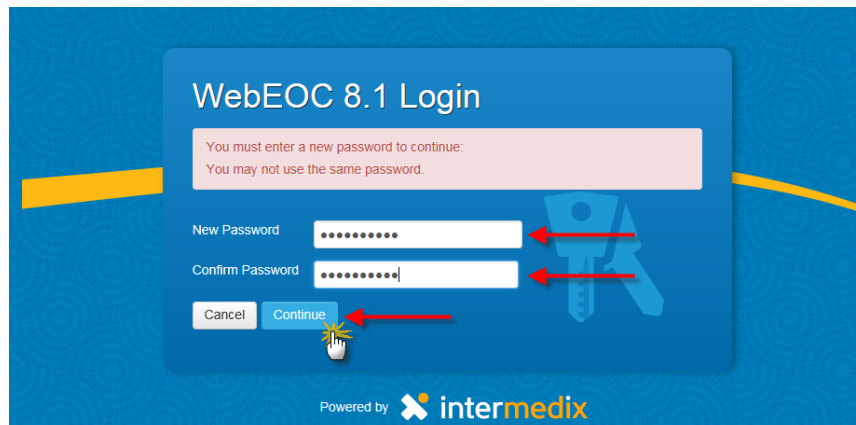 WebEOC 8.1 Login
You must enter a new password to continue:
You may not use the same password.
New Password ••••••••••
Confirm Password ••••••••••
Cancel Continue
Powered by intermedix